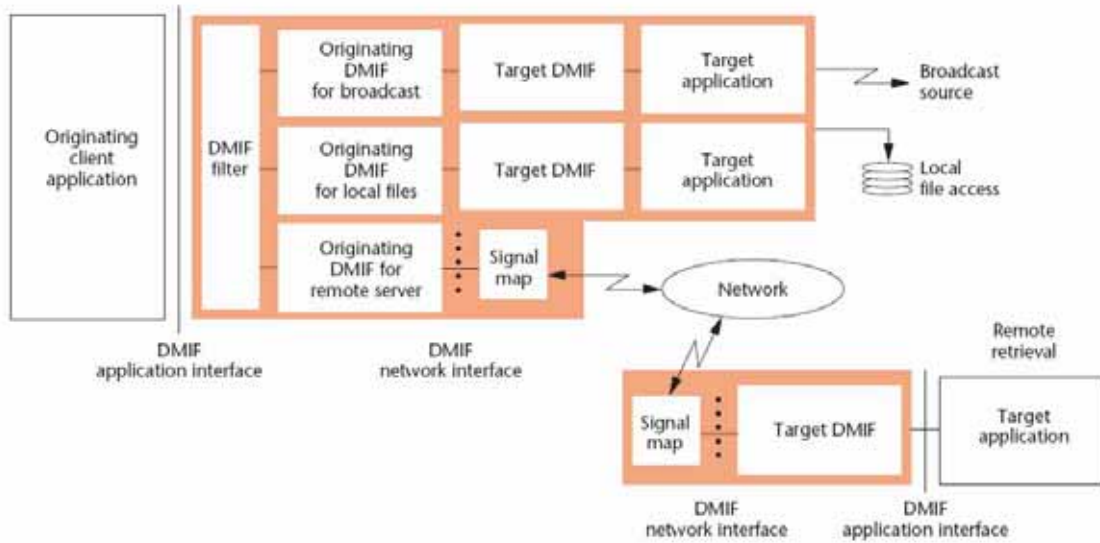 Originating
client
application
DMIF
filter
Originating
DMIF
for broadcast
Target DMIF
Target
application
Broadcast
source
Originating
DMIF
for local files
Target DMIF
Target
application
Local
file access
Originating
DMIF for
remote server
Signal
map
Network
DMIF
application interface
DMIF
network interface
Remote
retrieval
Signal
map
Target DMIF
Target
application
DMIF
network interface
DMIF
application interface